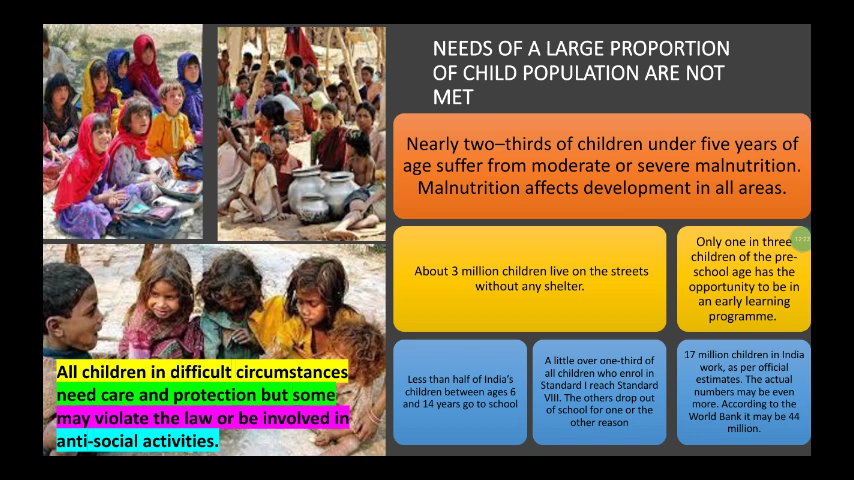 NEEDS OF A LARGE PROPORTION
OF CHILD POPULATION ARE NOT
MET
Nearly two–thirds of children under five years of
age suffer from moderate or severe malnutrition.
Malnutrition affects development in all areas.
About 3 million children live on the streets
without any shelter.
Only one in three
children of the pre-
school age has the
opportunity to be in
an early learning
programme.
Less than half of India's
children between ages 6
and 14 years go to school
A little over one-third of
all children who enrol in
Standard I reach Standard
VIII. The others drop out
of school for one or the
other reason
17 million children in India
work, as per official
estimates. The actual
numbers may be even
more. According to the
World Bank it may be 44
million.
All children in difficult circumstances
need care and protection but some
may violate the law or be involved in
anti-social activities.